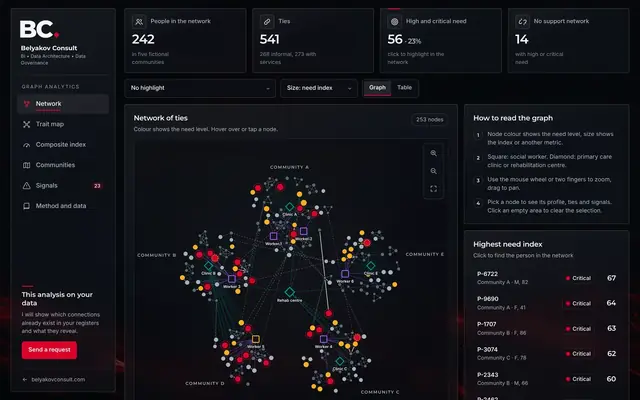 BC.
Belyakov Consult
BI • Data Architecture • Data
Governance
GRAPH ANALYTICS
Network
Trait map
Composite index
Communities
Signals 23
Method and data
This analysis on your
data
I will show which connections
already exist in your registers
and what they reveal.
Send a request
← belyakovconsult.com
People in the network
242
in five fictional
communities
Ties
541
268 informal, 273 with
services
High and critical need
56 · 23%
click to highlight in the
network
No support network
14
with high or critical
need
No highlight
Size: need index
Graph
Table
Network of ties
Colour shows the need level. Hover over or tap a node.
253 nodes
COMMUNITY A
Clinic A
Worker 2
COMMUNITY B
COMMUNITY E
Rehab centre
Clinic C
COMMUNITY D
COMMUNITY C
How to read the graph
1 Node colour shows the need level, size shows
the index or another metric.
2 Square: social worker. Diamond: primary care
clinic or rehabilitation centre.
3 Use the mouse wheel or two fingers to zoom,
drag to pan.
4 Pick a node to see its profile, ties and signals.
Click an empty area to clear the selection.
Highest need index
Click to find the person in the network
P-6722
Community A · M, 82
Critical 67
P-9690
Community A · F, 41
Critical 64
P-1707
Community B · F, 86
Critical 63
P-3074
Community C · F, 78
Critical 62
P-2343
Community B · M, 86
Critical 60